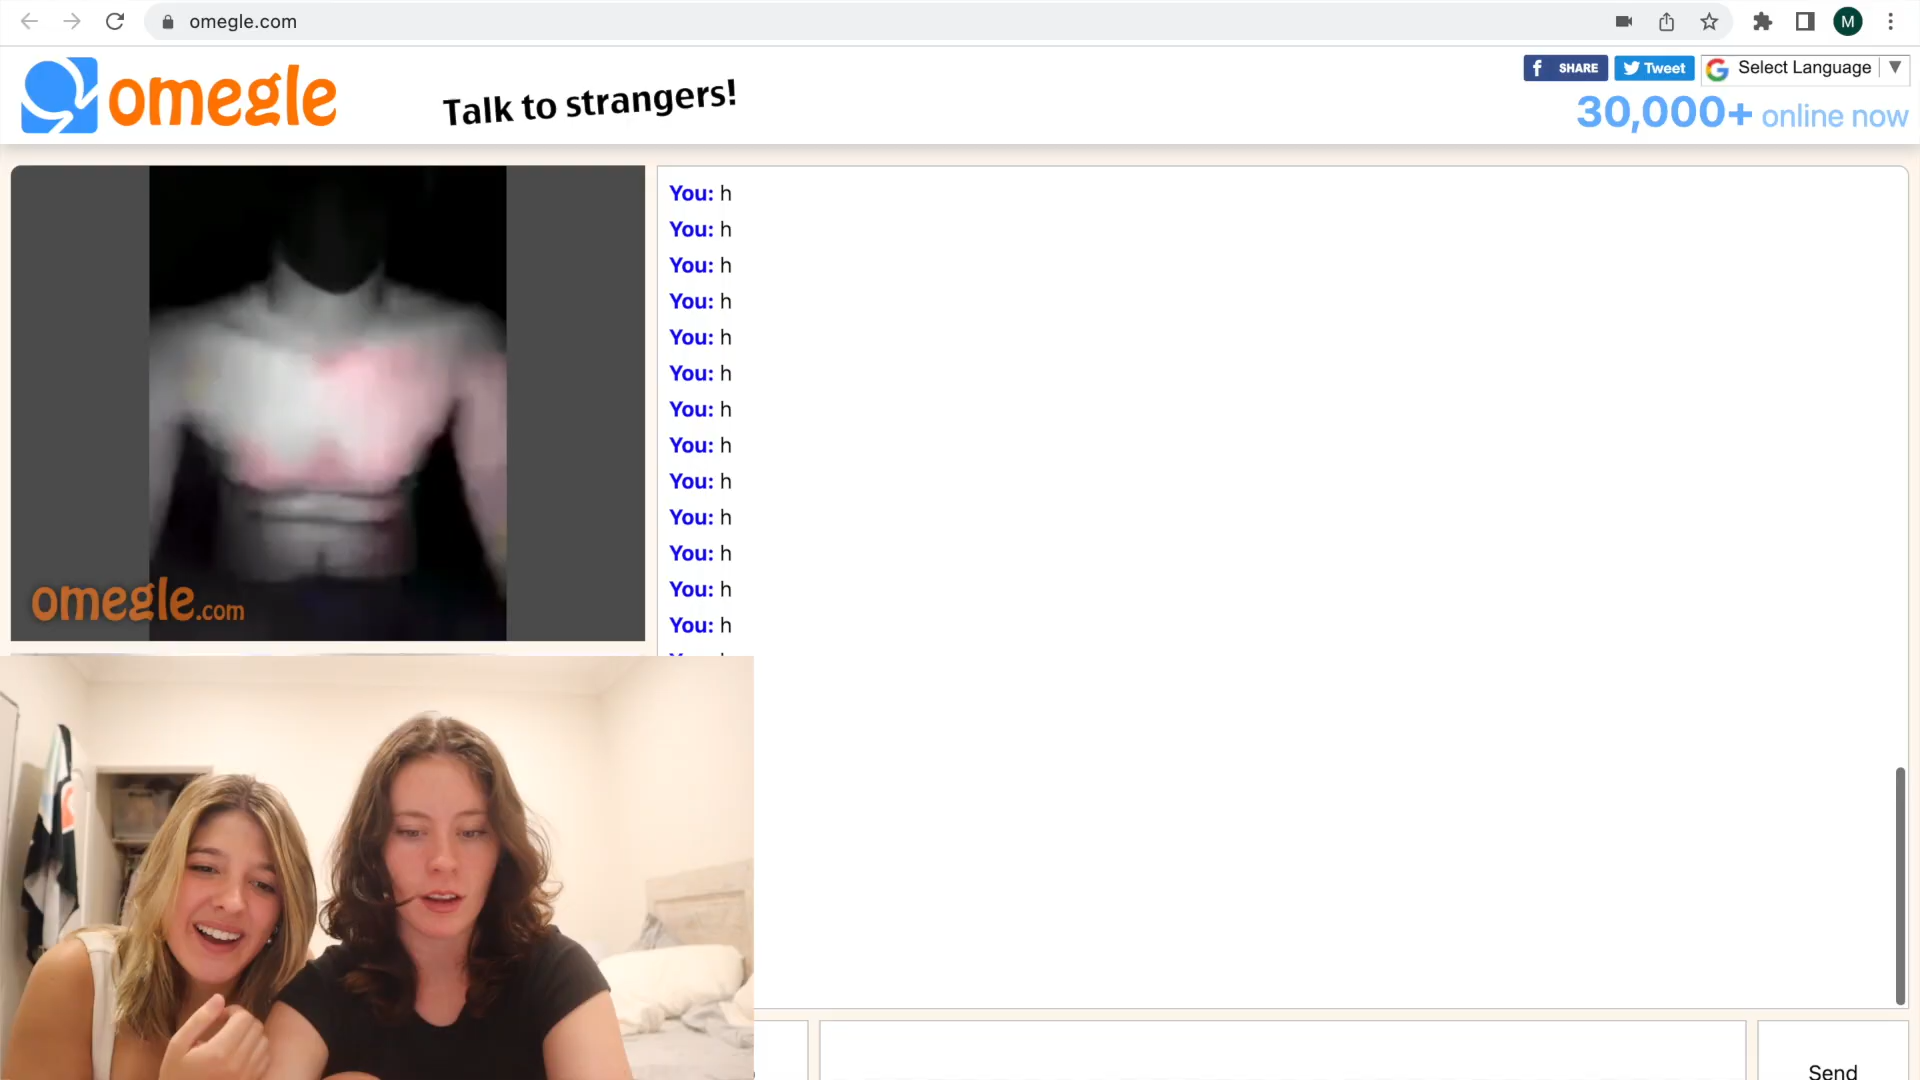 omegle.com
M
omegle
Talk to strangers!
f SHARE
Tweet
G Select Language ▼
30,000+ online now
You: h
You: h
You: h
You: h
You: h
You: h
You: h
You: h
You: h
You: h
You: h
You: h
You: h
omegle.com
Send